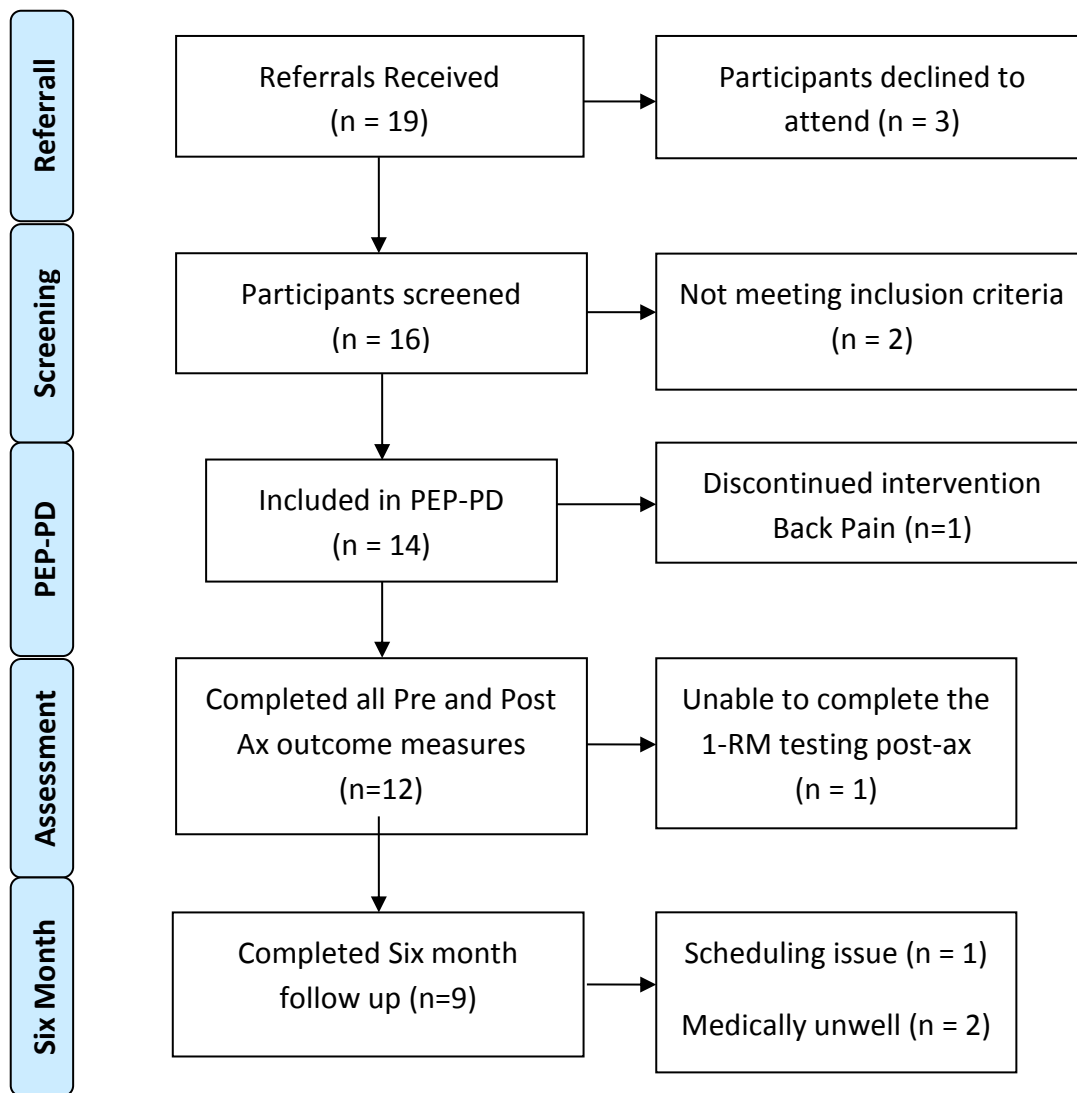 Referrall
Referrals Received
(n = 19)
Participants declined to
attend (n = 3)
Screening
Participants screened
(n = 16)
Not meeting inclusion criteria
(n = 2)
PEP-PD
Included in PEP-PD
(n = 14)
Discontinued intervention
Back Pain (n=1)
Assessment
Completed all Pre and Post
Ax outcome measures
(n=12)
Unable to complete the
1-RM testing post-ax
(n = 1)
Six Month
Completed Six month
follow up (n=9)
Scheduling issue (n = 1)
Medically unwell (n = 2)